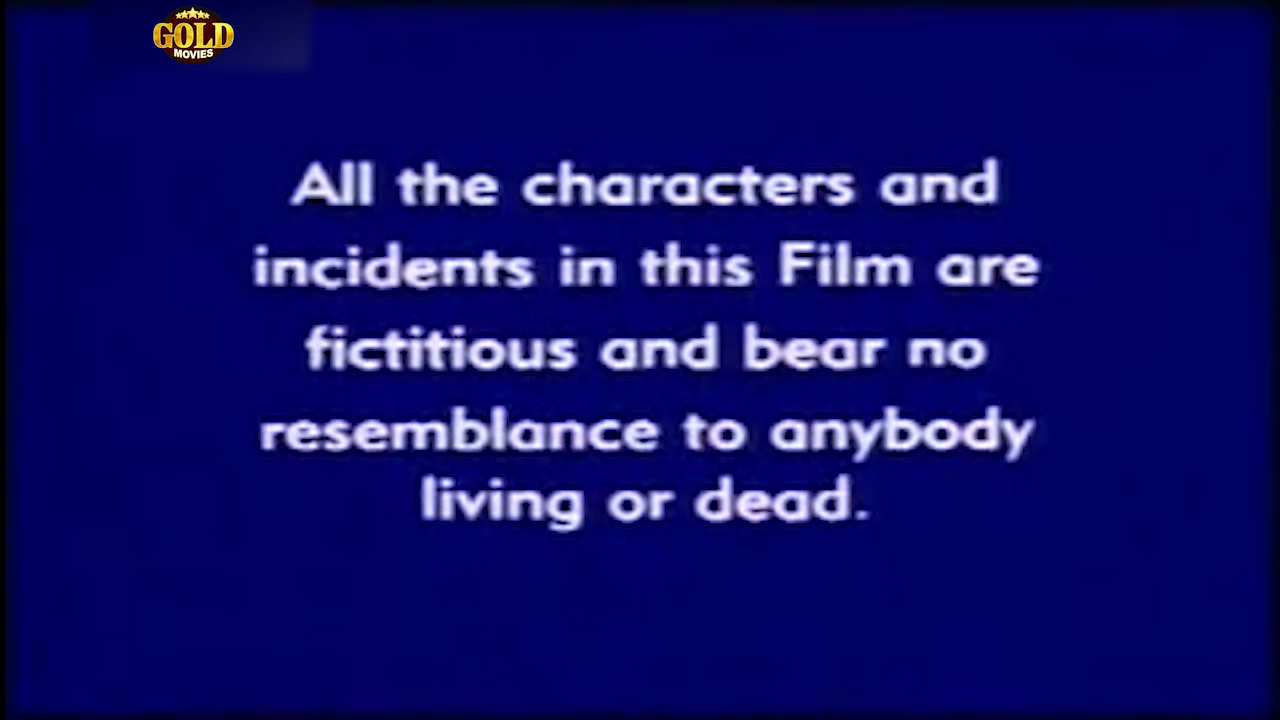 GOLD
MOVIES
All the characters and
incidents in this Film are
fictitious and bear no
resemblance to anybody
living or dead.